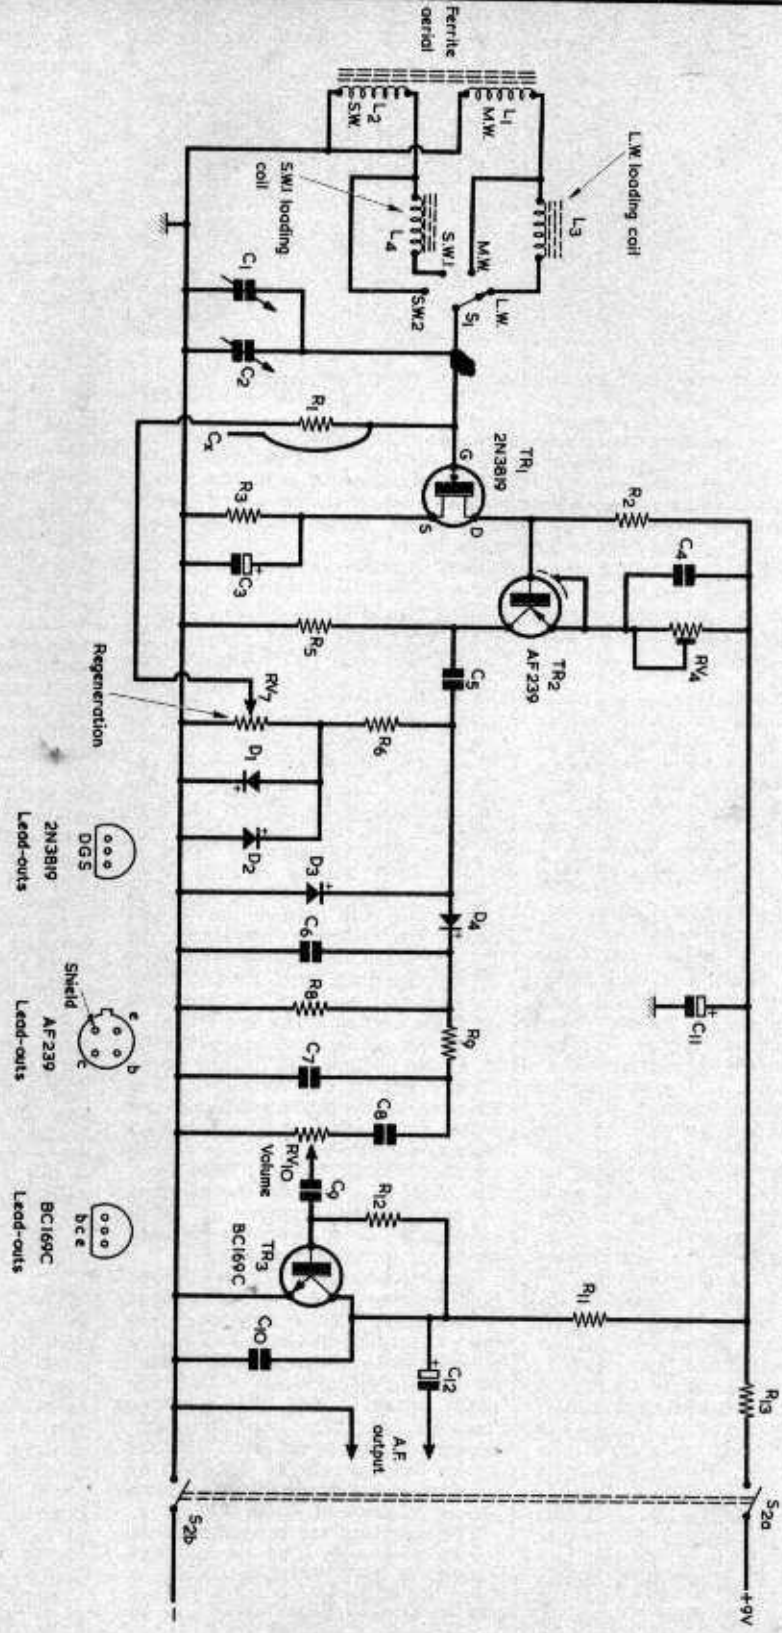 Ferrite
aerial
L.W. loading coil
L3
L1
M.W.
L2
S.W.
S.W.1 loading
coil
L4
S.W.1
M.W.
L.W.
S.W.2
S1
C1
C2
R1
Cx
G
TR1
2N3819
D
S
R2
R3
C3
C4
RV4
TR2
AF239
R5
C5
R6
RV7
Regeneration
D1
+
D2
+
D3
+
D4
+
C6
R8
R9
C7
C8
RV10
Volume
C9
R12
TR3
BC169C
C10
C11
+
C12
+
R11
R13
A.F.
output
S2a
S2b
+9V
−
+
DGS
2N3819
Lead-outs
Shield
e
b
c
AF239
Lead-outs
bce
BC169C
Lead-outs